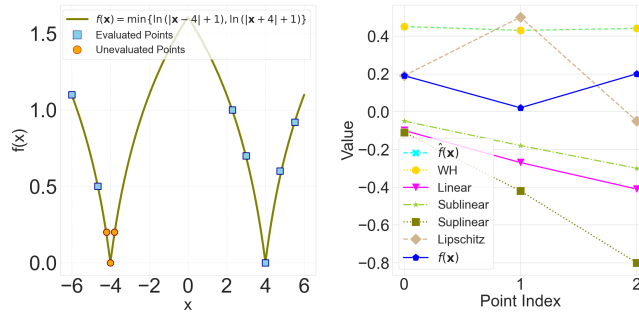 f(x) = min{ln(|x − 4| + 1), ln(|x + 4| + 1)}
Evaluated Points
Unevaluated Points
1.5
1.0
0.5
0.0
f(x)
−6 −4 −2 0 2 4 6
x
0.4
0.2
0.0
−0.2
−0.4
−0.6
−0.8
Value
f̂(x)
WH
Linear
Sublinear
Suplinear
Lipschitz
f(x)
0 1 2
Point Index